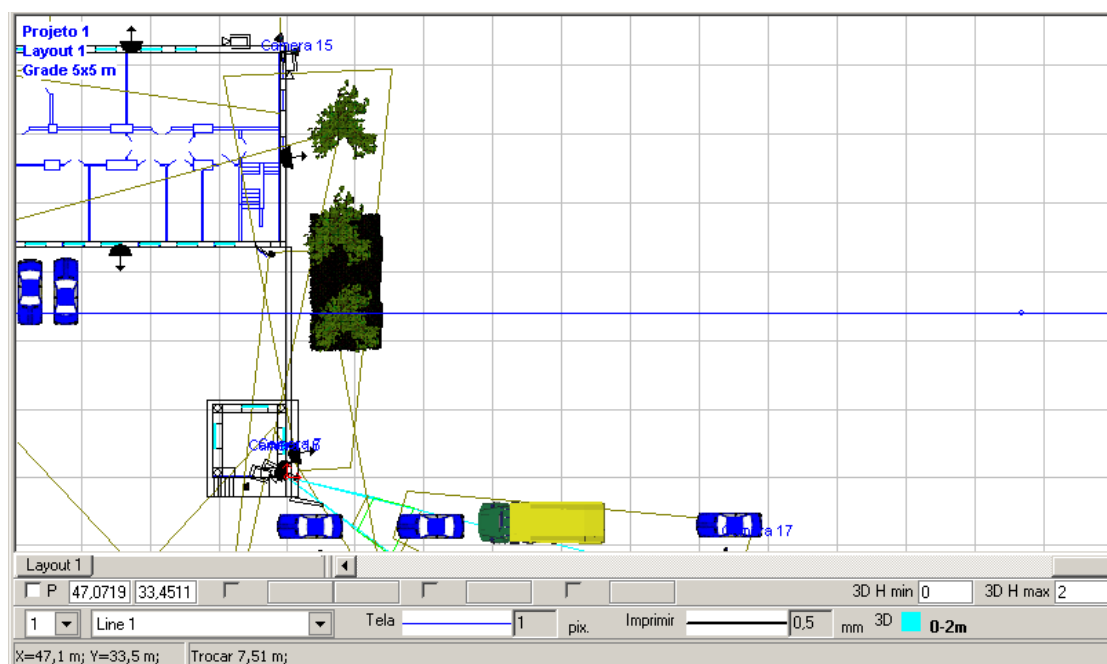 Projeto 1
Camera 15
Layout 1
Grade 5x5 m
Camera 17
Layout 1
P 47,0719 33,4511 3D H min 0 3D H max 2
1 Line 1 Tela 1 pix. Imprimir 0,5 mm 3D 0-2m
X=47,1 m; Y=33,5 m; Trocar 7,51 m;